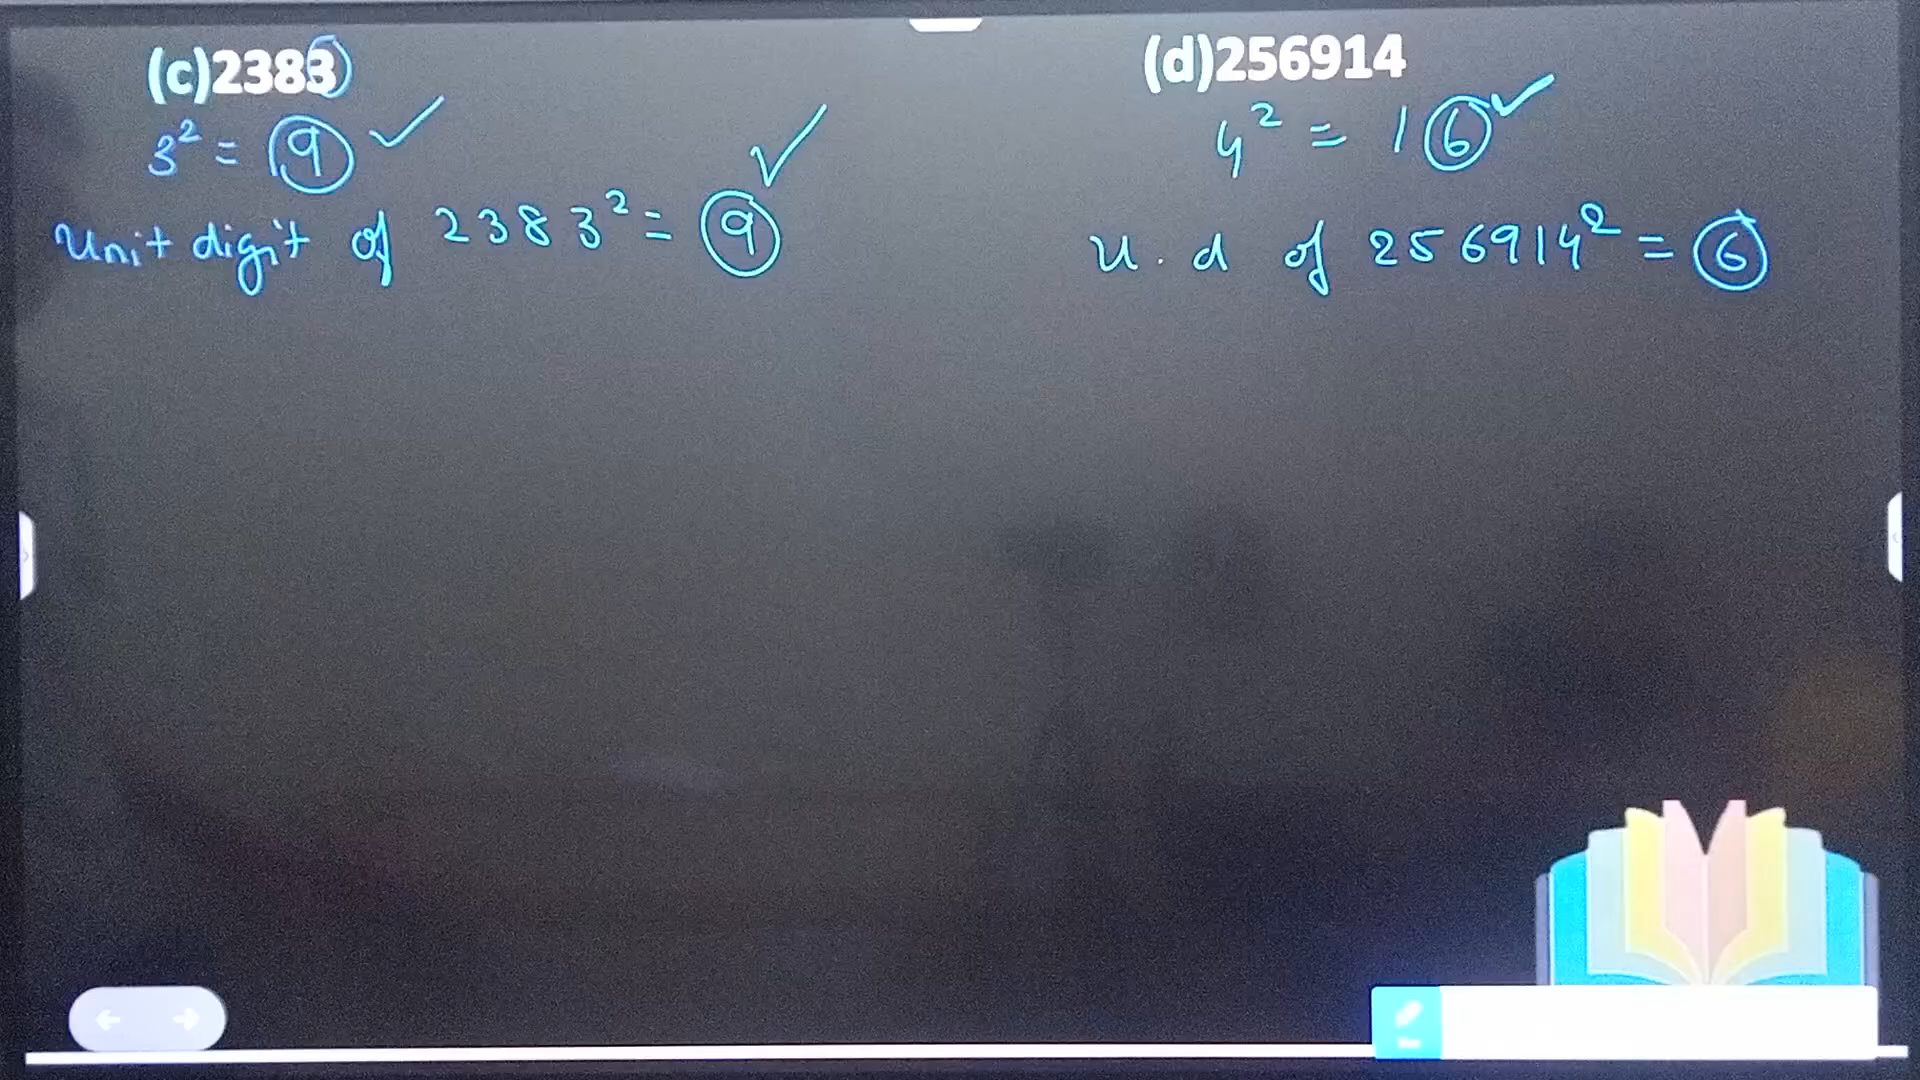 (c)2383
3² = 9 ✓
Unit digit of 2383² = 9 ✓
(d)256914
4² = 16 ✓
u.d of 256914² = 6